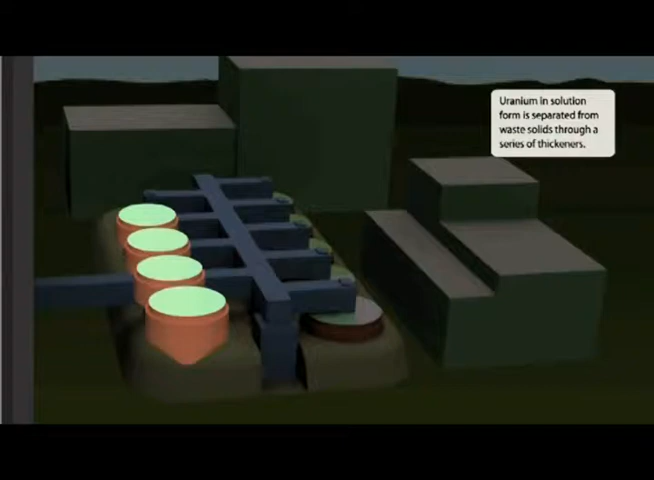 Uranium in solution
form is separated from
waste solids through a
series of thickeners.